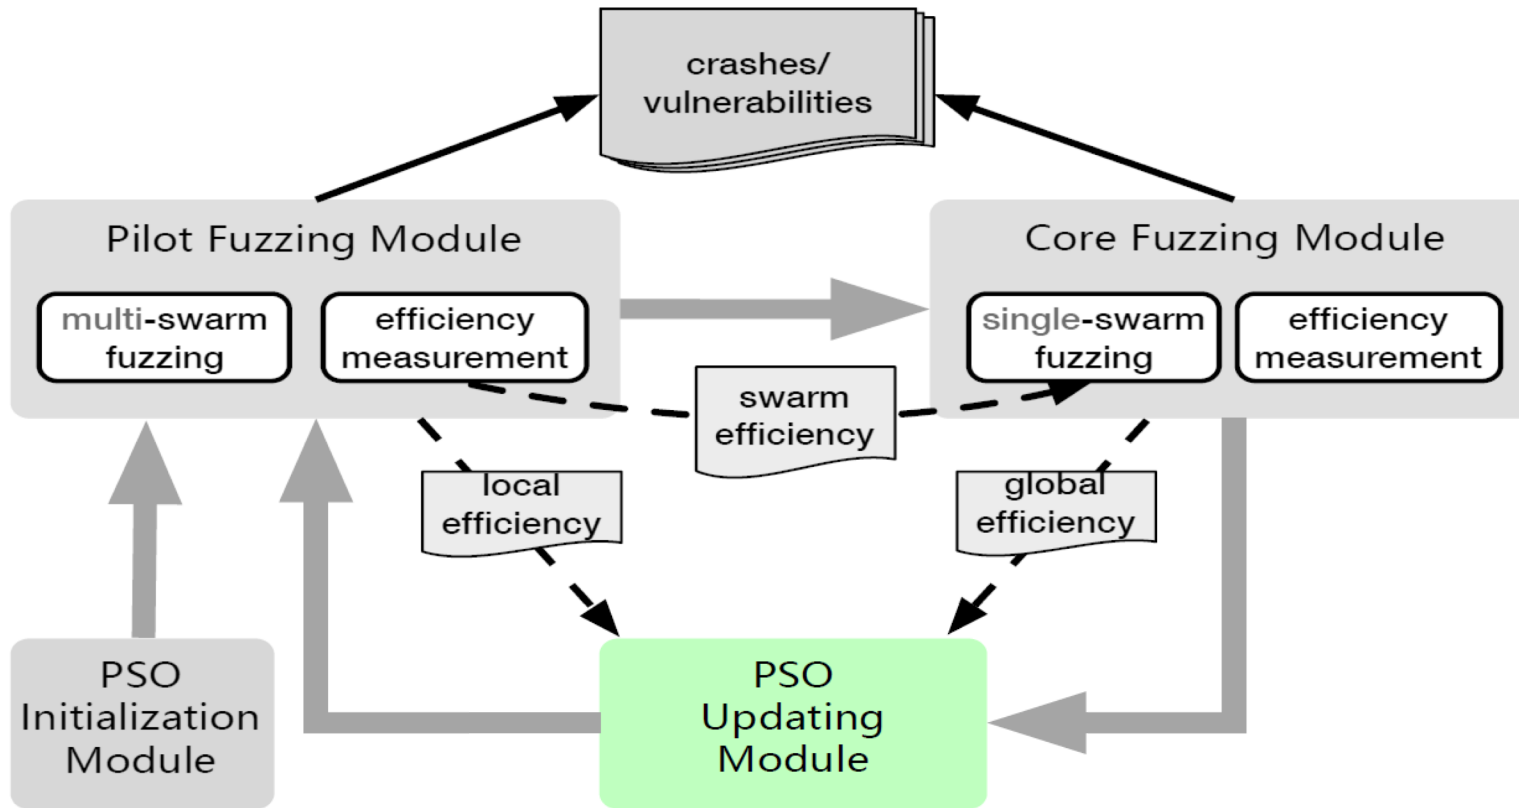 crashes/
vulnerabilities
Pilot Fuzzing Module
multi-swarm
fuzzing
efficiency
measurement
Core Fuzzing Module
single-swarm
fuzzing
efficiency
measurement
swarm
efficiency
local
efficiency
global
efficiency
PSO
Initialization
Module
PSO
Updating
Module